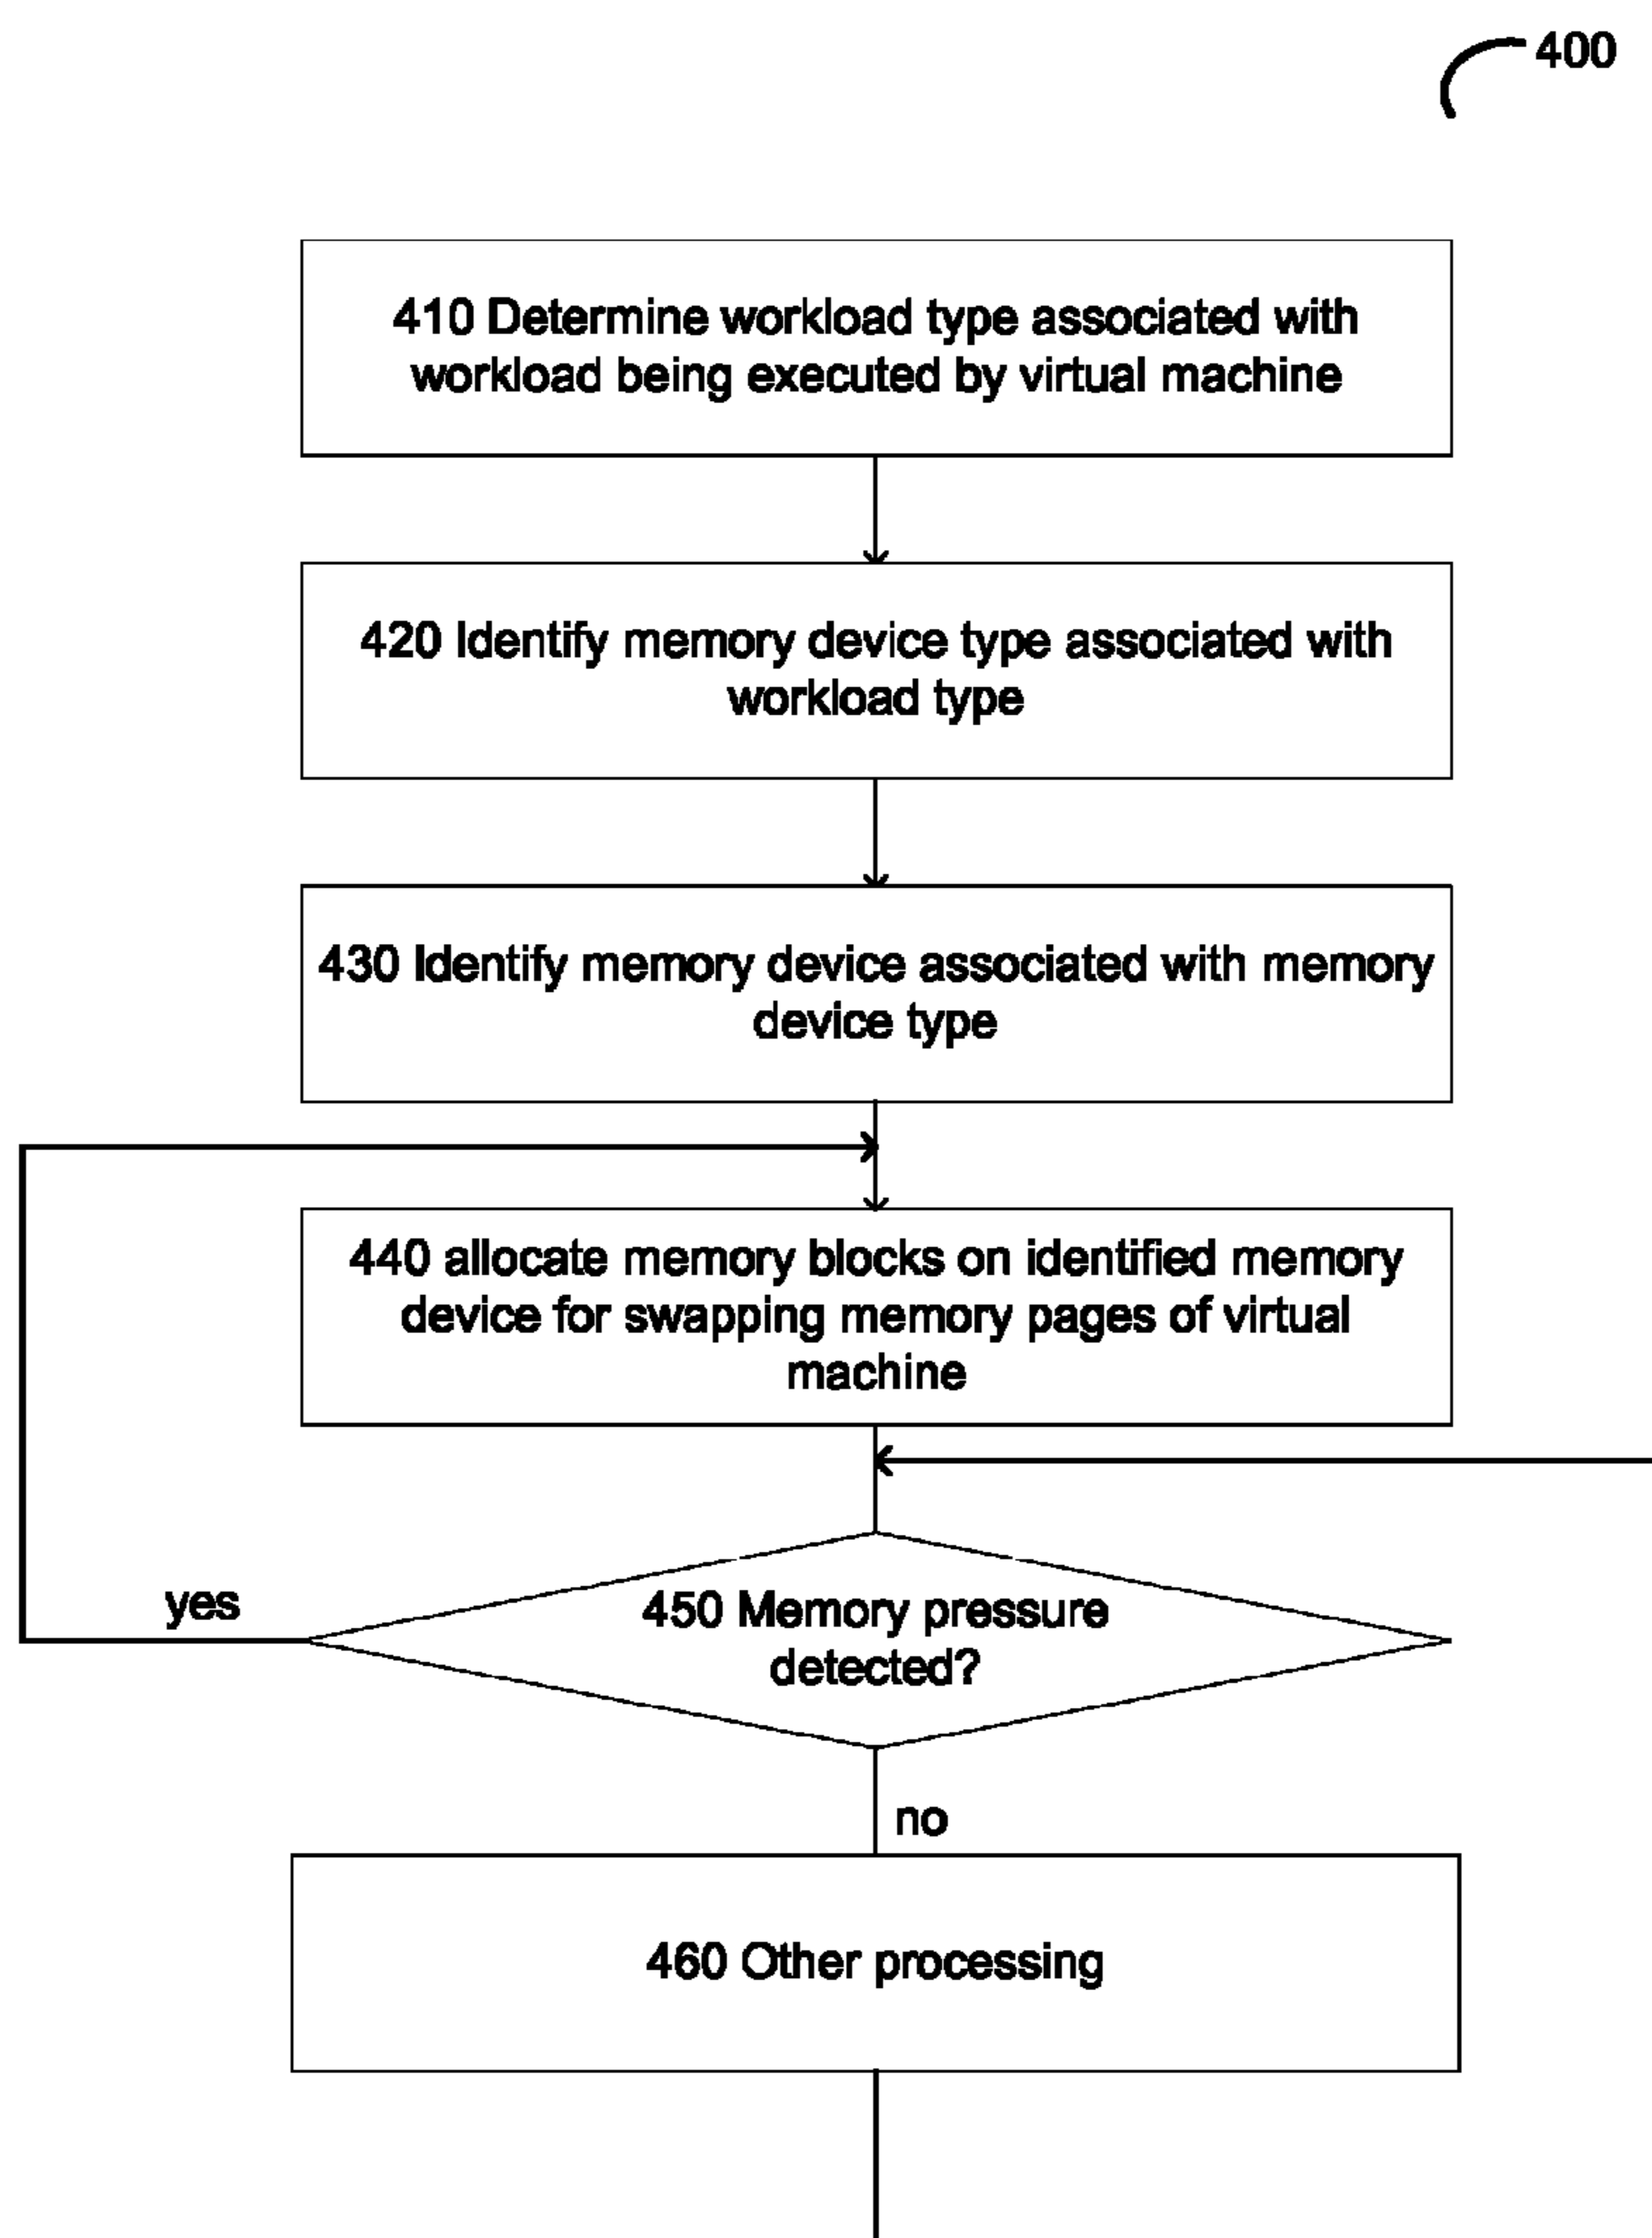 400
410 Determine workload type associated with
workload being executed by virtual machine
420 Identify memory device type associated with
workload type
430 Identify memory device associated with memory
device type
440 allocate memory blocks on identified memory
device for swapping memory pages of virtual
machine
yes
450 Memory pressure
detected?
no
460 Other processing